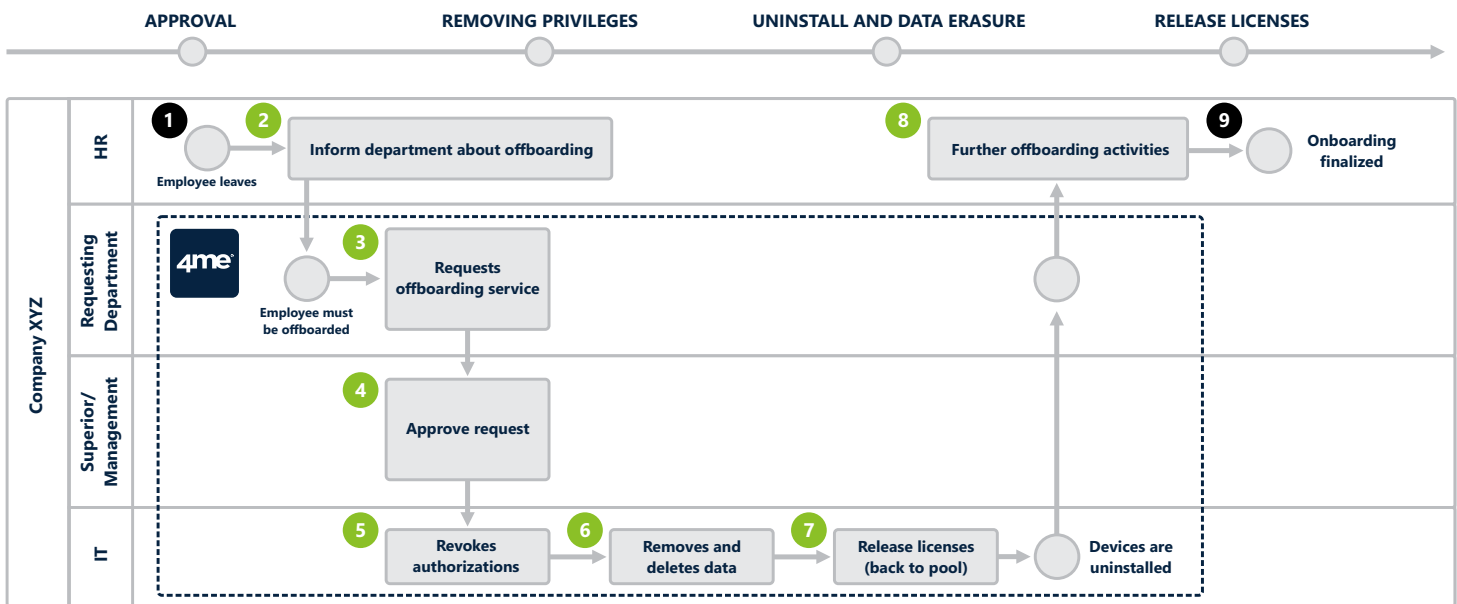 APPROVAL
REMOVING PRIVILEGES
UNINSTALL AND DATA ERASURE
RELEASE LICENSES
Company XYZ
HR
1
Employee leaves
2
Inform department about offboarding
8
Further offboarding activities
9
Onboarding
finalized
Requesting
Department
4me®
Employee must
be offboarded
3
Requests
offboarding service
Superior/
Management
4
Approve request
IT
5
Revokes
authorizations
6
Removes and
deletes data
7
Release licenses
(back to pool)
Devices are
uninstalled